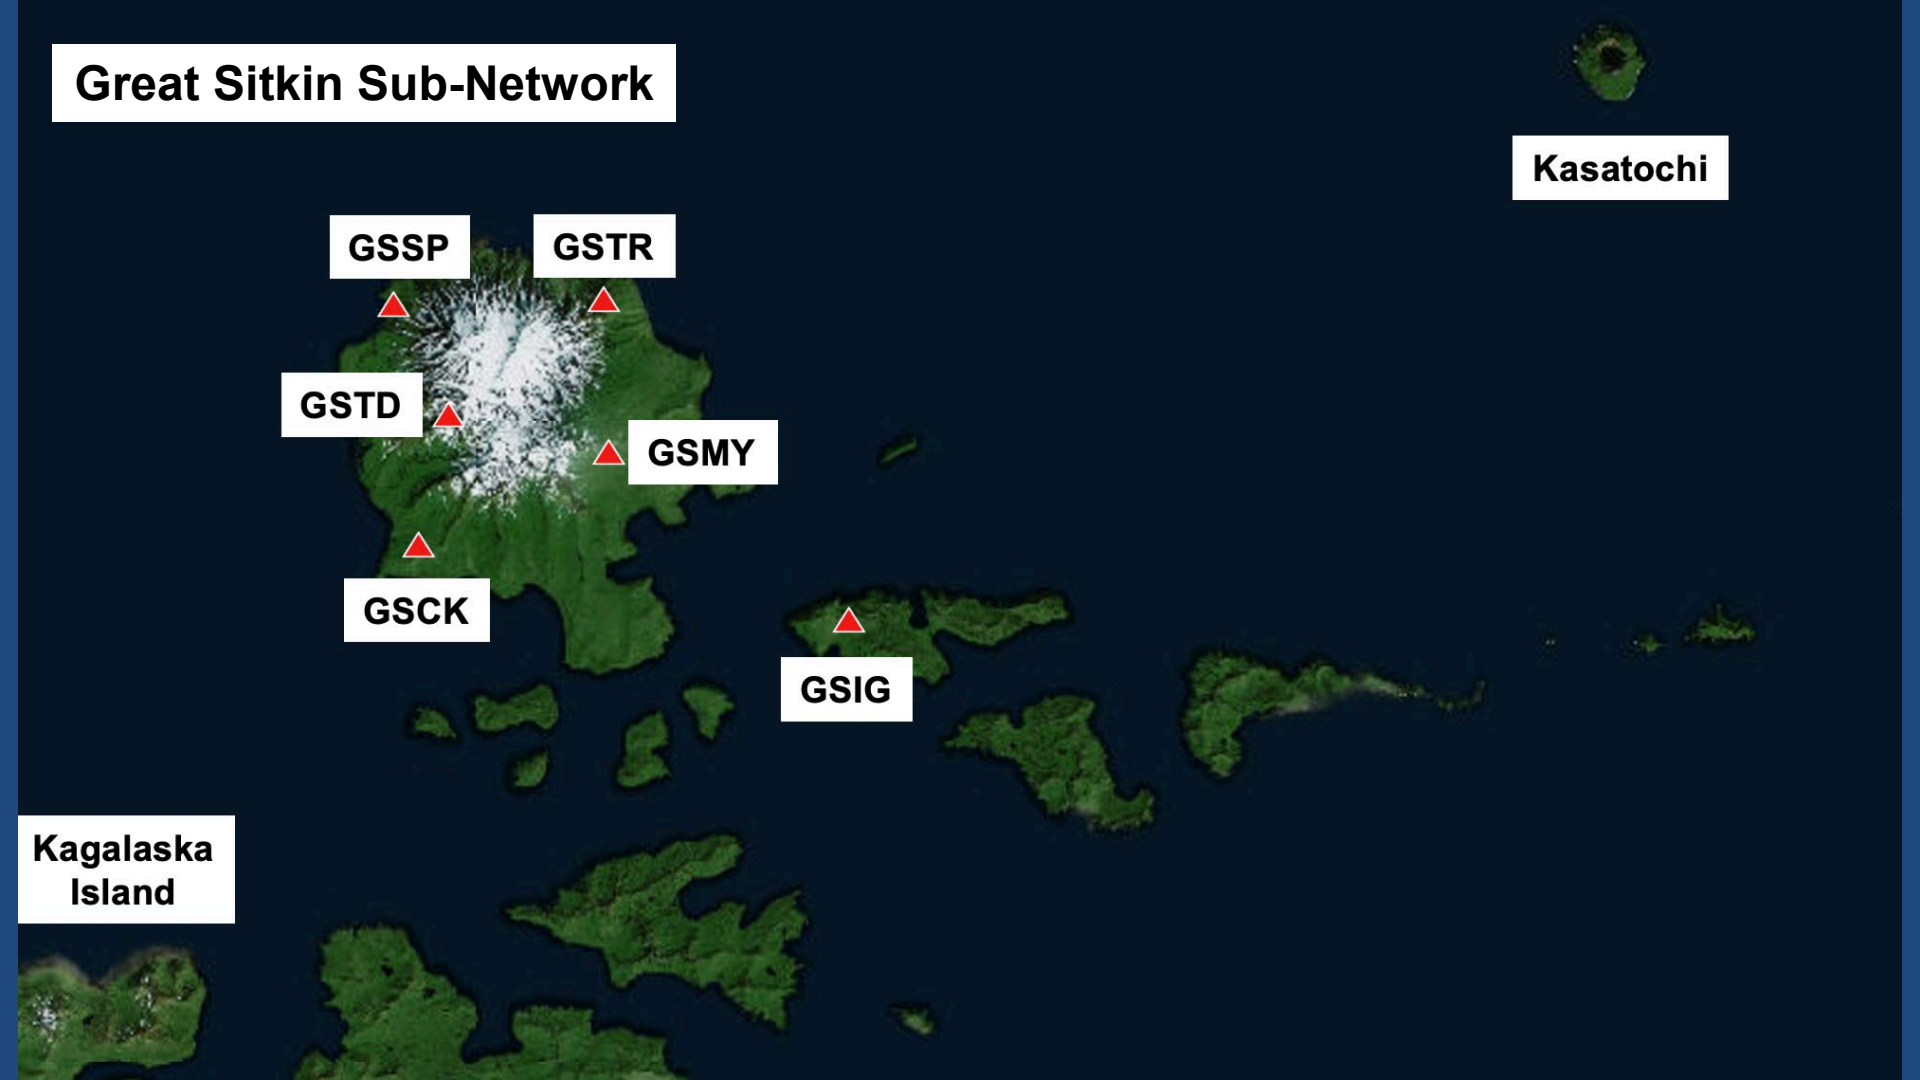 Great Sitkin Sub-Network
Kasatochi
GSSP
GSTR
GSTD
GSMY
GSCK
GSIG
Kagalaska
Island